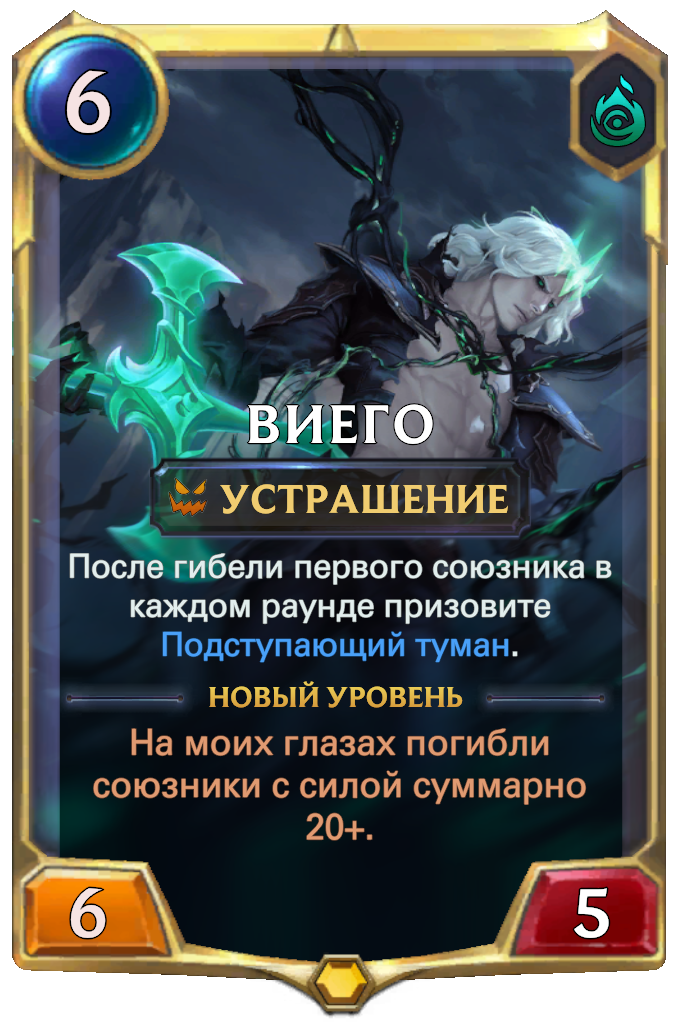 6
ВИЕГО
УСТРАШЕНИЕ
После гибели первого союзника в
каждом раунде призовите
Подступающий туман.
НОВЫЙ УРОВЕНЬ
На моих глазах погибли
союзники с силой суммарно
20+.
6
5